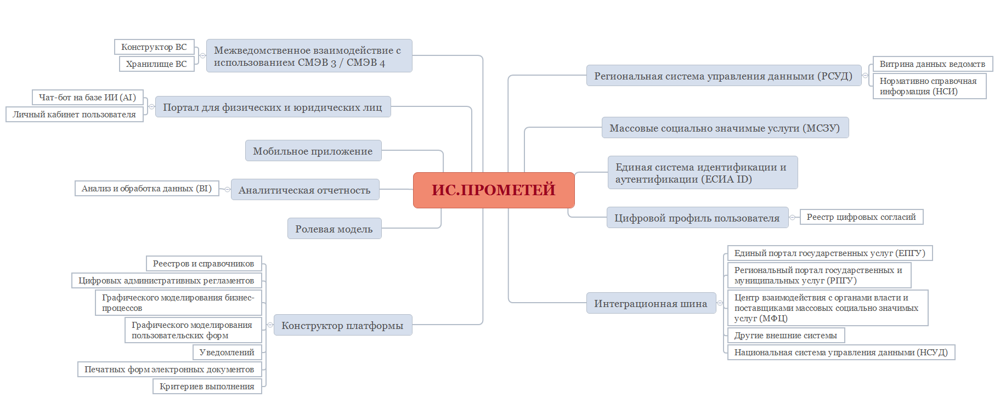 Конструктор ВС
Хранилище ВС
Межведомственное взаимодействие с
использованием СМЭВ 3 / СМЭВ 4
Чат-бот на базе ИИ (AI)
Личный кабинет пользователя
Портал для физических и юридических лиц
Мобильное приложение
Анализ и обработка данных (BI)
Аналитическая отчетность
Ролевая модель
Реестров и справочников
Цифровых административных регламентов
Графического моделирования бизнес-
процессов
Графического моделирования
пользовательских форм
Уведомлений
Печатных форм электронных документов
Критериев выполнения
Конструктор платформы
ИС.ПРОМЕТЕЙ
Региональная система управления данными (РСУД)
Витрина данных ведомств
Нормативно справочная
информация (НСИ)
Массовые социально значимые услуги (МСЗУ)
Единая система идентификации и
аутентификации (ЕСИА ID)
Цифровой профиль пользователя
Реестр цифровых согласий
Интеграционная шина
Единый портал государственных услуг (ЕПГУ)
Региональный портал государственных и
муниципальных услуг (РПГУ)
Центр взаимодействия с органами власти и
поставщиками массовых социально значимых
услуг (МФЦ)
Другие внешние системы
Национальная система управления данными (НСУД)